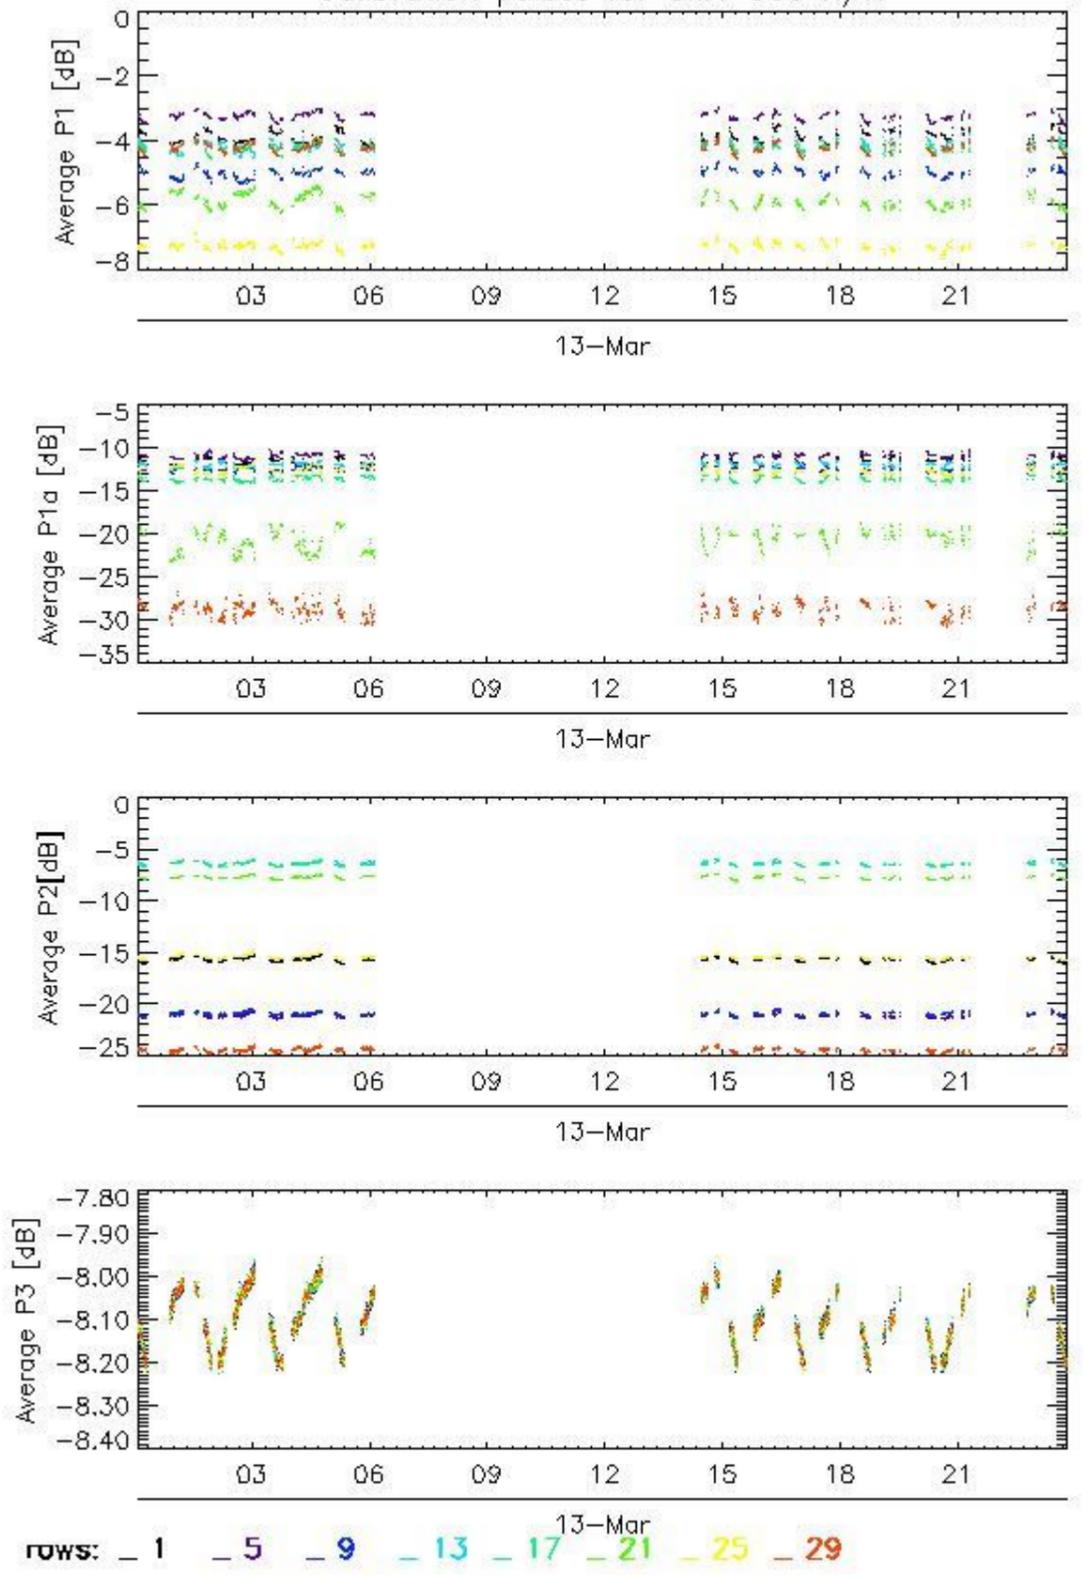 Average P1 [dB]
0
−2
−4
−6
−8
03 06 09 12 15 18 21
13−Mar
Average P1a [dB]
−5
−10
−15
−20
−25
−30
−35
03 06 09 12 15 18 21
13−Mar
Average P2[dB]
0
−5
−10
−15
−20
−25
03 06 09 12 15 18 21
13−Mar
Average P3 [dB]
−7.80
−7.90
−8.00
−8.10
−8.20
−8.30
−8.40
03 06 09 12 15 18 21
13−Mar
rows: _ 1 _ 5 _ 9 _ 13 _ 17 _ 21 _ 25 _ 29